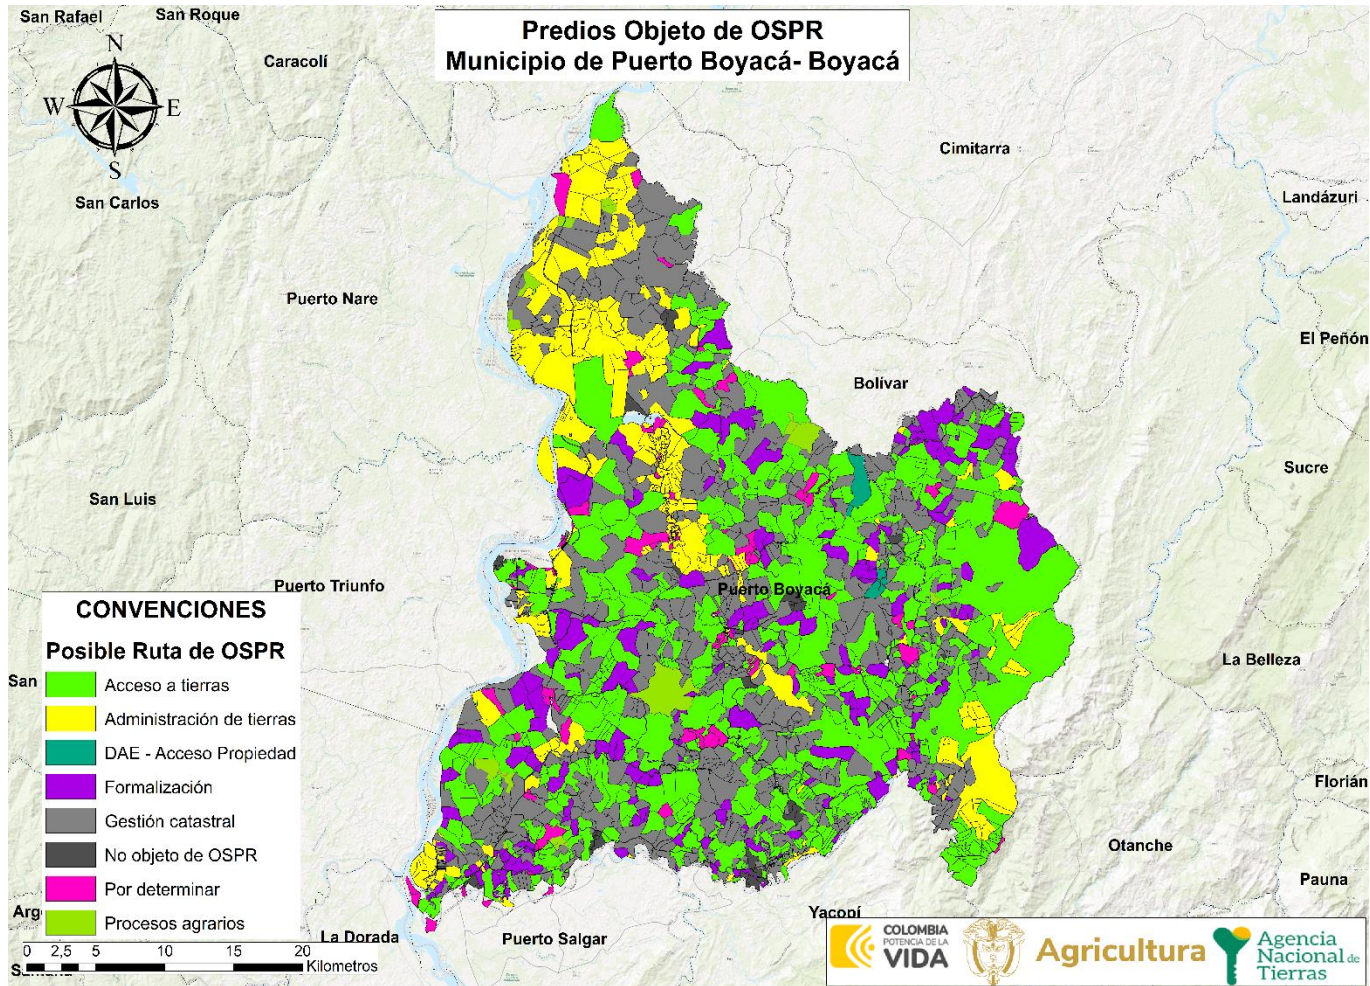 San Rafael
San Roque
Predios Objeto de OSPR
Municipio de Puerto Boyacá- Boyacá
Caracolí
N
W
E
S
Cimitarra
San Carlos
Landázuri
Puerto Nare
El Peñón
Bolívar
Sucre
San Luis
Puerto Triunfo
Puerto Boyacá
La Belleza
CONVENCIONES
Posible Ruta de OSPR
San
Acceso a tierras
Administración de tierras
DAE - Acceso Propiedad
Formalización
Gestión catastral
No objeto de OSPR
Por determinar
Procesos agrarios
Florián
Otanche
Pauna
Arg
La Dorada
Puerto Salgar
Yacopí
0 2,5 5 10 15 20
Kilometros
COLOMBIA
POTENCIA DE LA
VIDA
Agricultura
Agencia
Nacional de
Tierras